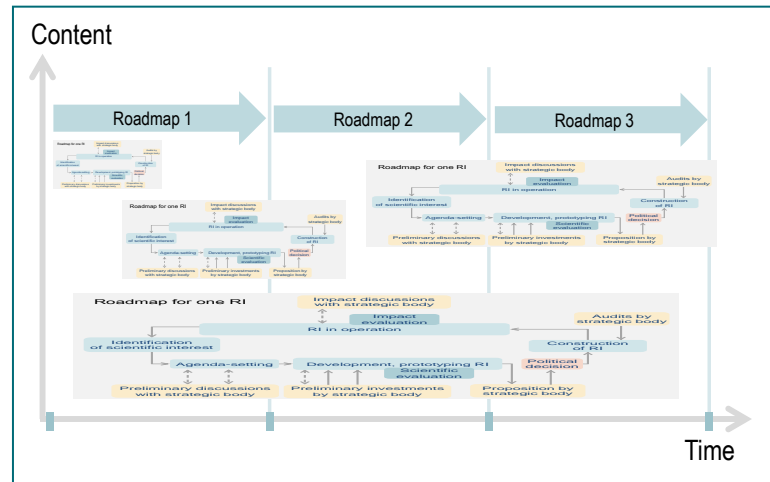 Content
Roadmap 1
Roadmap 2
Roadmap 3
Roadmap for one RI
Roadmap for one RI
Impact discussions
with strategic body
Impact
evaluation
RI in operation
Audits by
strategic body
Identification
of scientific interest
Construction
of RI
Agenda-setting
Development, prototyping RI
Scientific
evaluation
Political
decision
Preliminary discussions
with strategic body
Preliminary investments
by strategic body
Proposition by
strategic body
Roadmap for one RI
Impact discussions
with strategic body
Impact
evaluation
RI in operation
Audits by
strategic body
Identification
of scientific interest
Construction
of RI
Agenda-setting
Development, prototyping RI
Scientific
evaluation
Political
decision
Preliminary discussions
with strategic body
Preliminary investments
by strategic body
Proposition by
strategic body
Roadmap for one RI
Impact discussions
with strategic body
Impact
evaluation
RI in operation
Audits by
strategic body
Identification
of scientific interest
Construction
of RI
Agenda-setting
Development, prototyping RI
Scientific
evaluation
Political
decision
Preliminary discussions
with strategic body
Preliminary investments
by strategic body
Proposition by
strategic body
Time